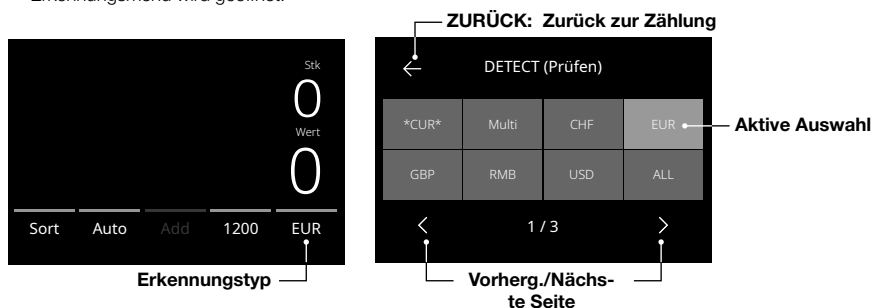 Erkennungsmenü wird geöffnet.
ZURÜCK: Zurück zur Zählung
Stk
0
Wert
0
Sort Auto Add 1200 EUR
Erkennungstyp
DETECT (Prüfen)
*CUR* Multi CHF EUR
Aktive Auswahl
GBP RMB USD ALL
1 / 3
Vorherg./Nächs-
te Seite